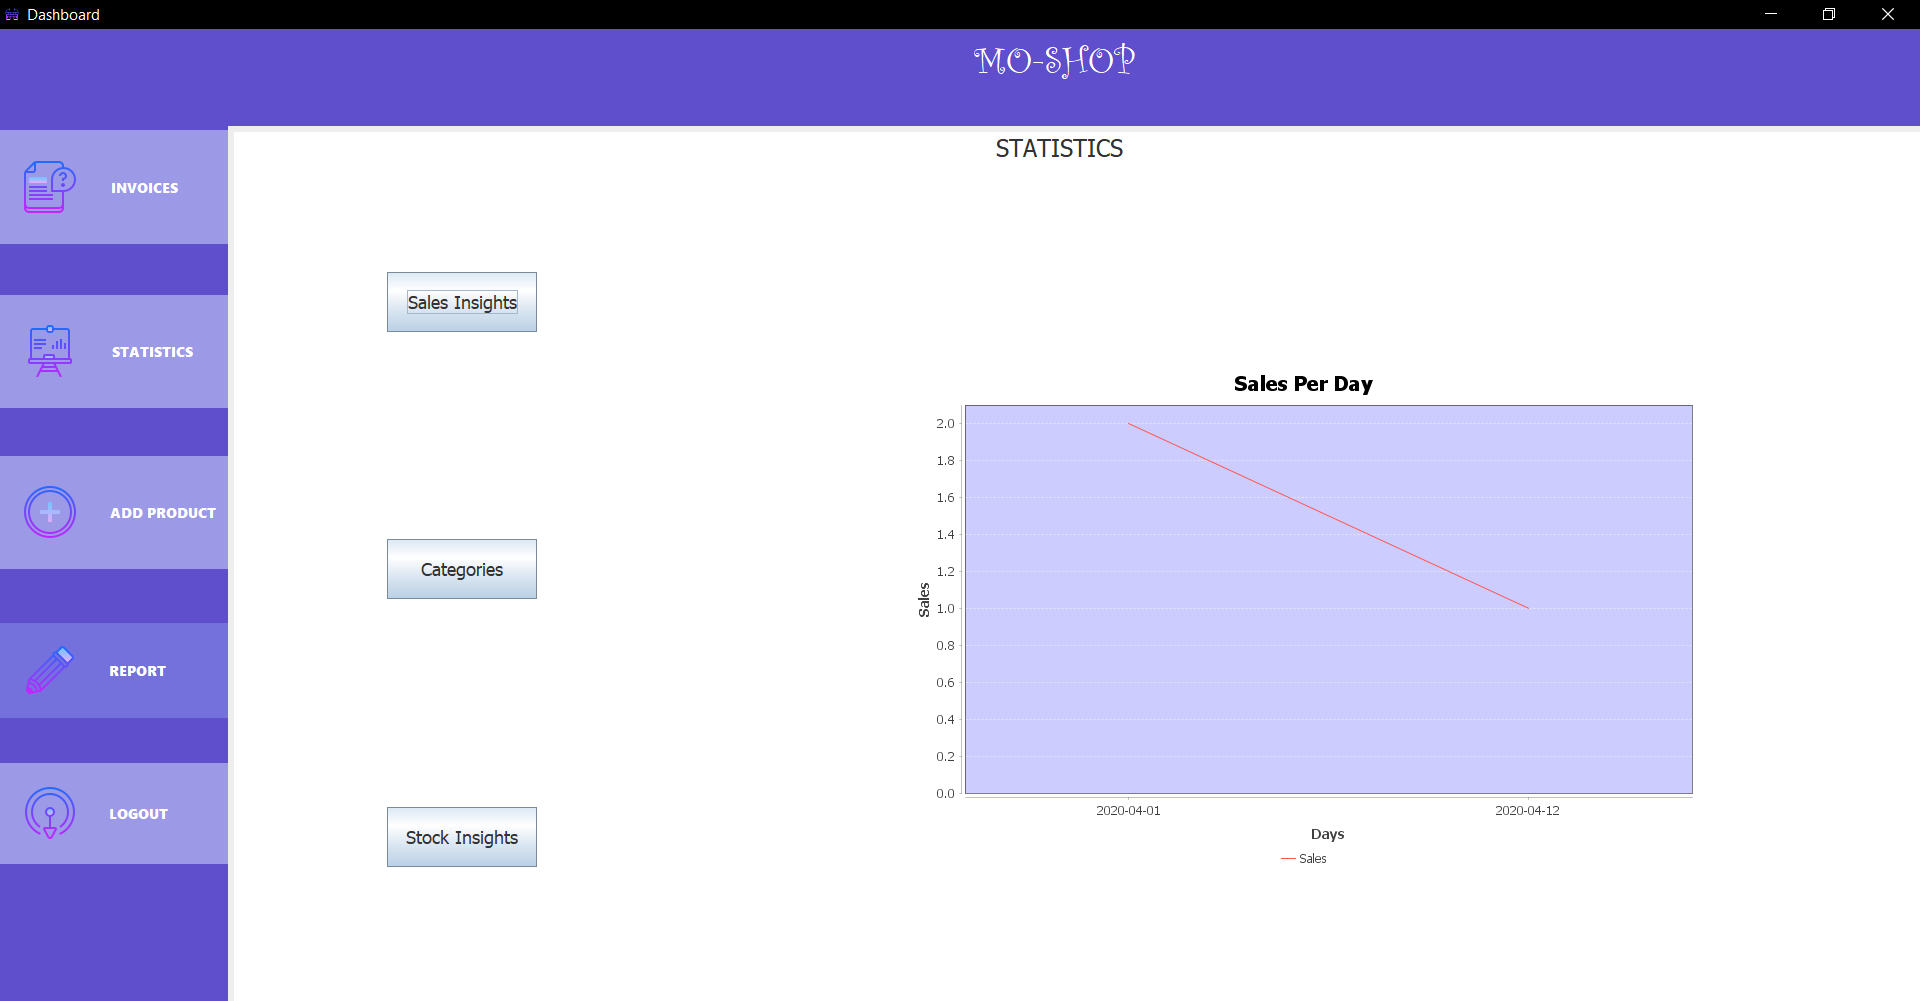 Dashboard
MO-SHOP
INVOICES
STATISTICS
ADD PRODUCT
REPORT
LOGOUT
STATISTICS
Sales Insights
Categories
Stock Insights
Sales Per Day
Sales
2.0
1.8
1.6
1.4
1.2
1.0
0.8
0.6
0.4
0.2
0.0
2020-04-01 2020-04-12
Days
Sales